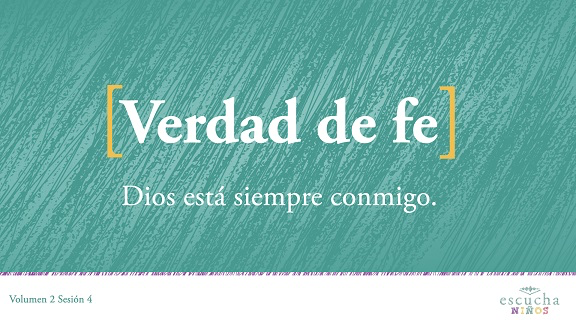 [Verdad de fe]
Dios está siempre conmigo.
Volumen 2 Sesión 4
escucha
NIÑOS